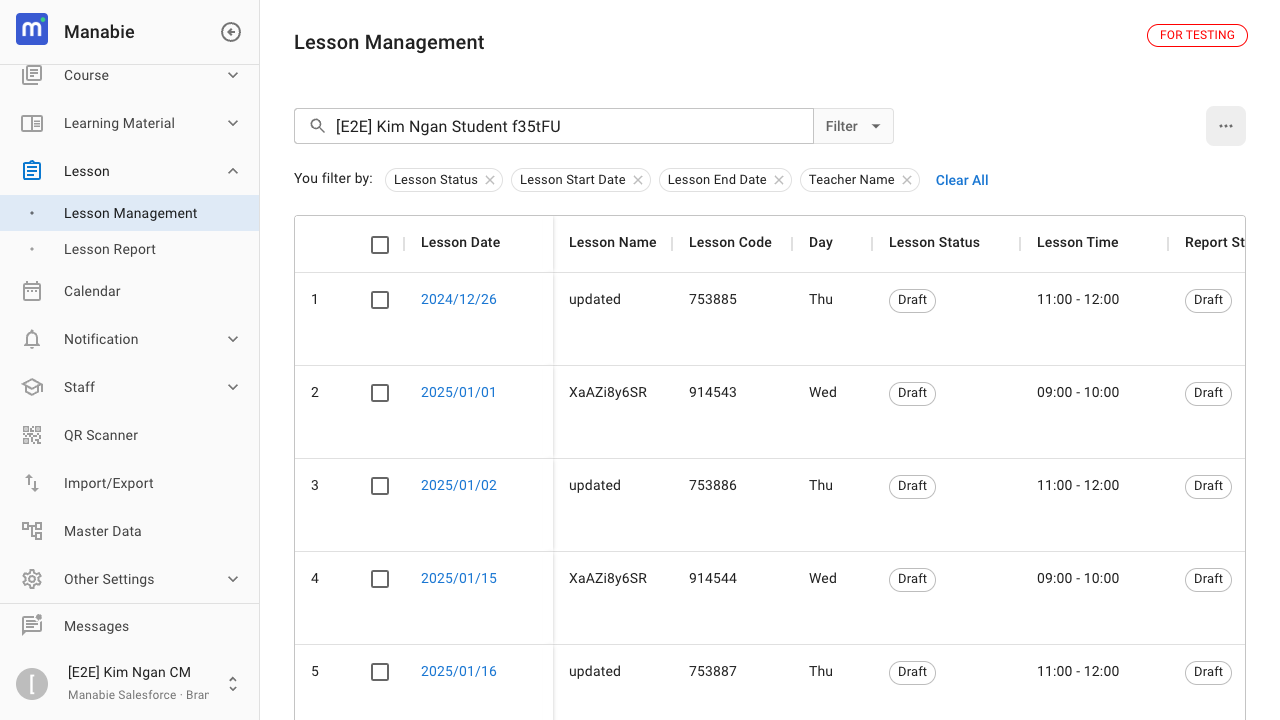 Manabie
Course
Learning Material
Lesson
Lesson Management
Lesson Report
Calendar
Notification
Staff
QR Scanner
Import/Export
Master Data
Other Settings
Messages
[
[E2E] Kim Ngan CM
Manabie Salesforce · Bran
Lesson Management
FOR TESTING
[E2E] Kim Ngan Student f35tFU
Filter
You filter by: Lesson Status Lesson Start Date Lesson End Date Teacher Name Clear All
Lesson Date Lesson Name Lesson Code Day Lesson Status Lesson Time Report St
1 2024/12/26 updated 753885 Thu Draft 11:00 - 12:00 Draft
2 2025/01/01 XaAZi8y6SR 914543 Wed Draft 09:00 - 10:00 Draft
3 2025/01/02 updated 753886 Thu Draft 11:00 - 12:00 Draft
4 2025/01/15 XaAZi8y6SR 914544 Wed Draft 09:00 - 10:00 Draft
5 2025/01/16 updated 753887 Thu Draft 11:00 - 12:00 Draft